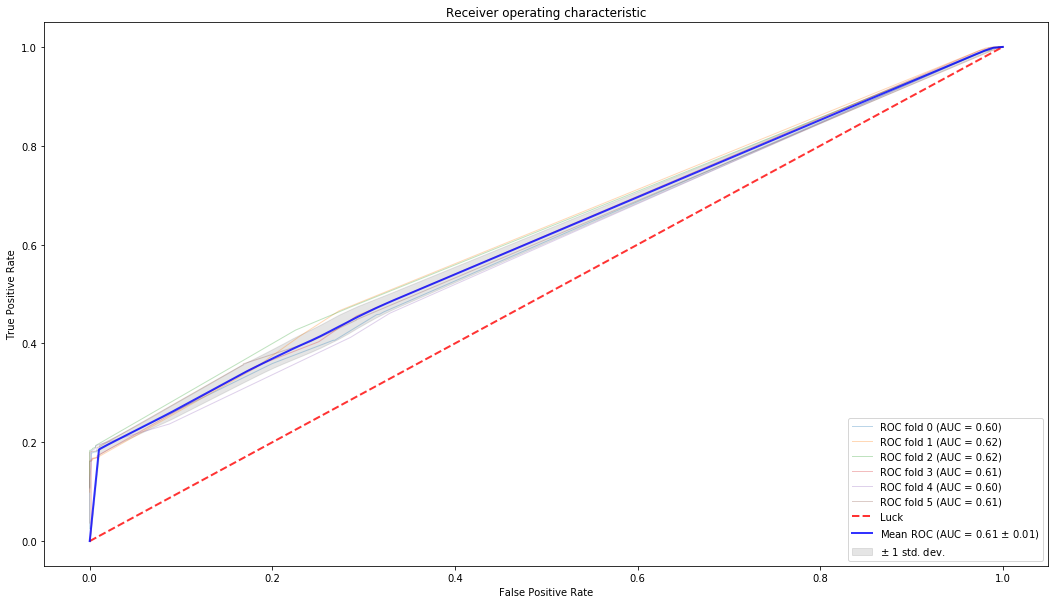 Receiver operating characteristic
True Positive Rate
1.0
0.8
0.6
0.4
0.2
0.0
ROC fold 0 (AUC = 0.60)
ROC fold 1 (AUC = 0.62)
ROC fold 2 (AUC = 0.62)
ROC fold 3 (AUC = 0.61)
ROC fold 4 (AUC = 0.60)
ROC fold 5 (AUC = 0.61)
Luck
Mean ROC (AUC = 0.61 ± 0.01)
± 1 std. dev.
0.0 0.2 0.4 0.6 0.8 1.0
False Positive Rate